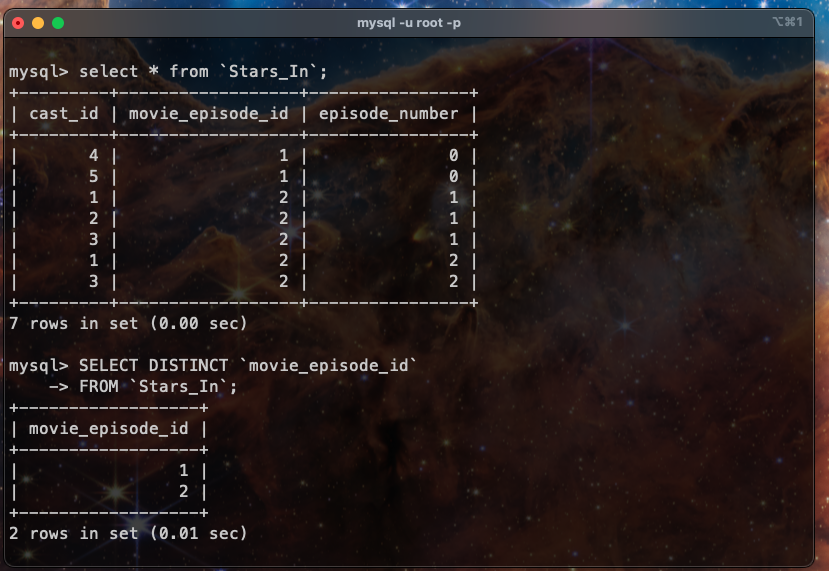 mysql -u root -p
⌥⌘1
mysql> select * from `Stars_In`;
+---------+------------------+----------------+
| cast_id | movie_episode_id | episode_number |
+---------+------------------+----------------+
|       4 |                1 |              0 |
|       5 |                1 |              0 |
|       1 |                2 |              1 |
|       2 |                2 |              1 |
|       3 |                2 |              1 |
|       1 |                2 |              2 |
|       3 |                2 |              2 |
+---------+------------------+----------------+
7 rows in set (0.00 sec)
mysql> SELECT DISTINCT `movie_episode_id`
    -> FROM `Stars_In`;
+------------------+
| movie_episode_id |
+------------------+
|                1 |
|                2 |
+------------------+
2 rows in set (0.01 sec)